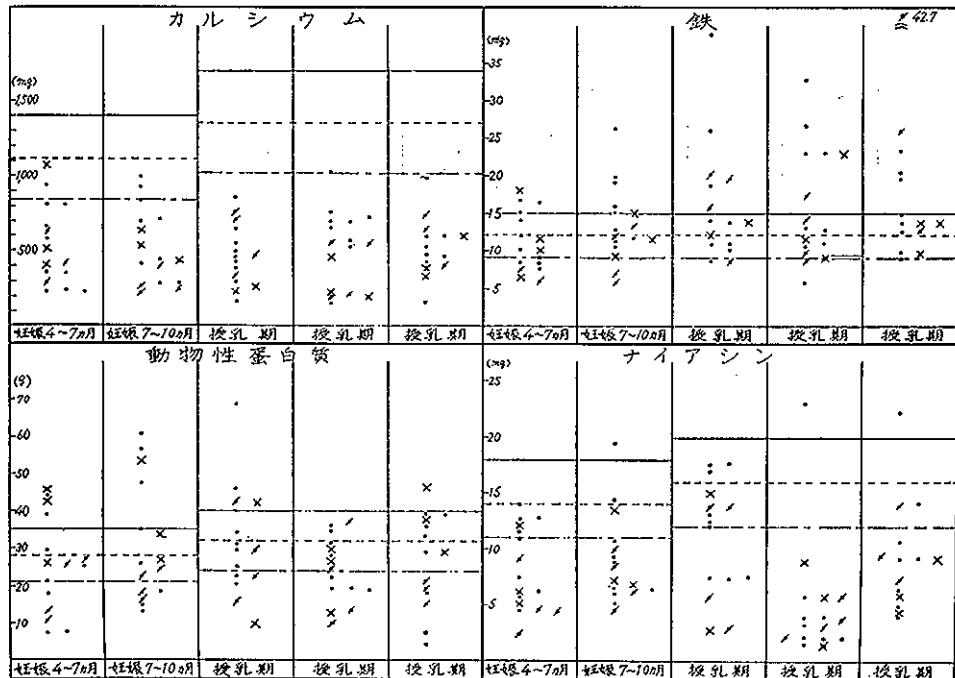 カルシウム
(mg)
1,500
1000
500
妊娠4~7ヵ月
妊娠7~10ヵ月
授乳期
授乳期
授乳期
鉄
42.7
(mg)
35
30
25
20
15
10
5
妊娠4~7ヵ月
妊娠7~10ヵ月
授乳期
授乳期
授乳期
動物性蛋白質
(g)
70
60
50
40
30
20
10
妊娠4~7ヵ月
妊娠7~10ヵ月
授乳期
授乳期
授乳期
ナイアシン
(mg)
25
20
15
10
5
妊娠4~7ヵ月
妊娠7~10ヵ月
授乳期
授乳期
授乳期